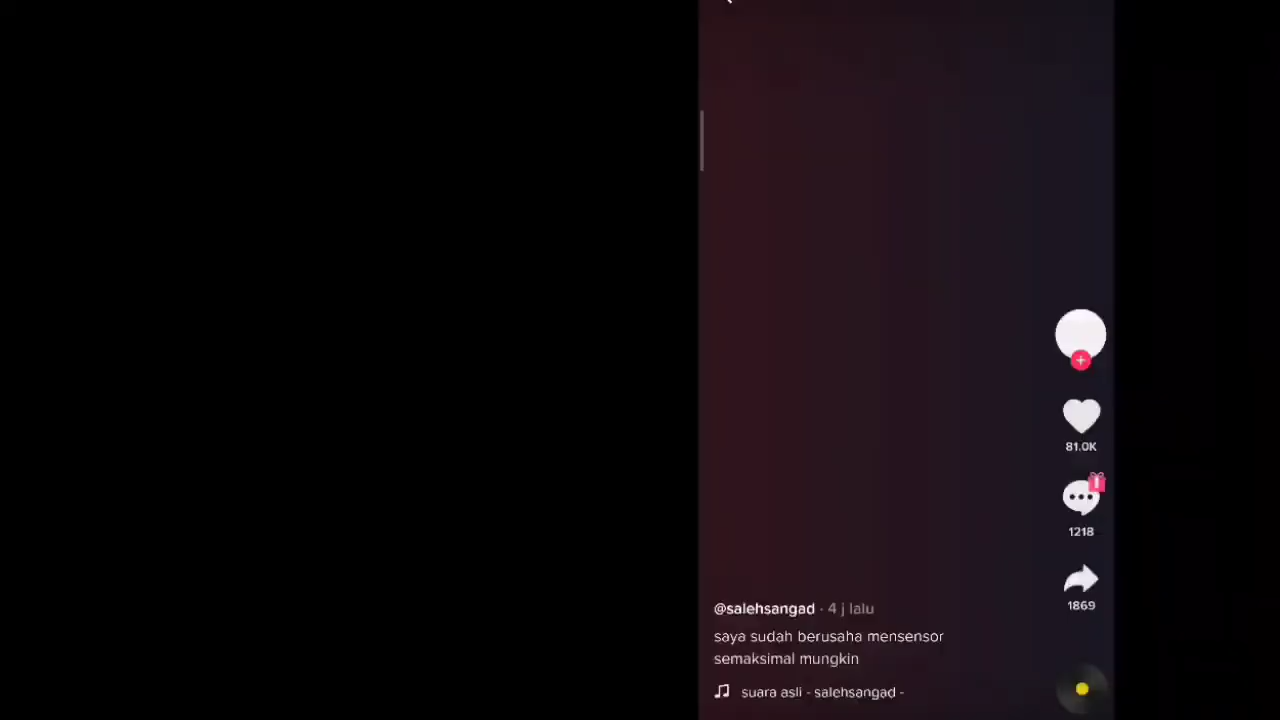 81.0K
1218
1869
@salehsangad · 4 j lalu
saya sudah berusaha mensensor
semaksimal mungkin
suara asli - salehsangad -